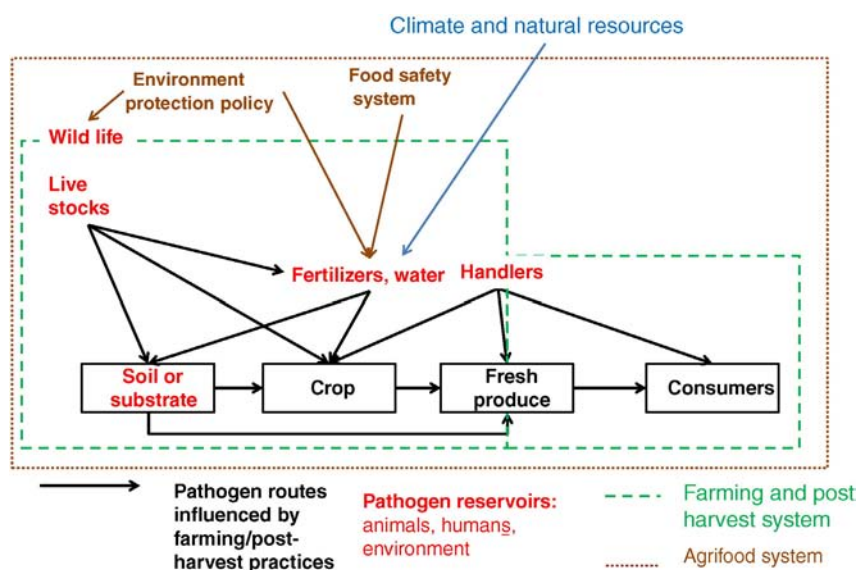 Climate and natural resources
Environment
protection policy
Food safety
system
Wild life
Live
stocks
Fertilizers, water
Handlers
Soil or
substrate
Crop
Fresh
produce
Consumers
Pathogen routes
influenced by
farming/post-
harvest practices
Pathogen reservoirs:
animals, humans,
environment
Farming and post
harvest system
Agrifood system